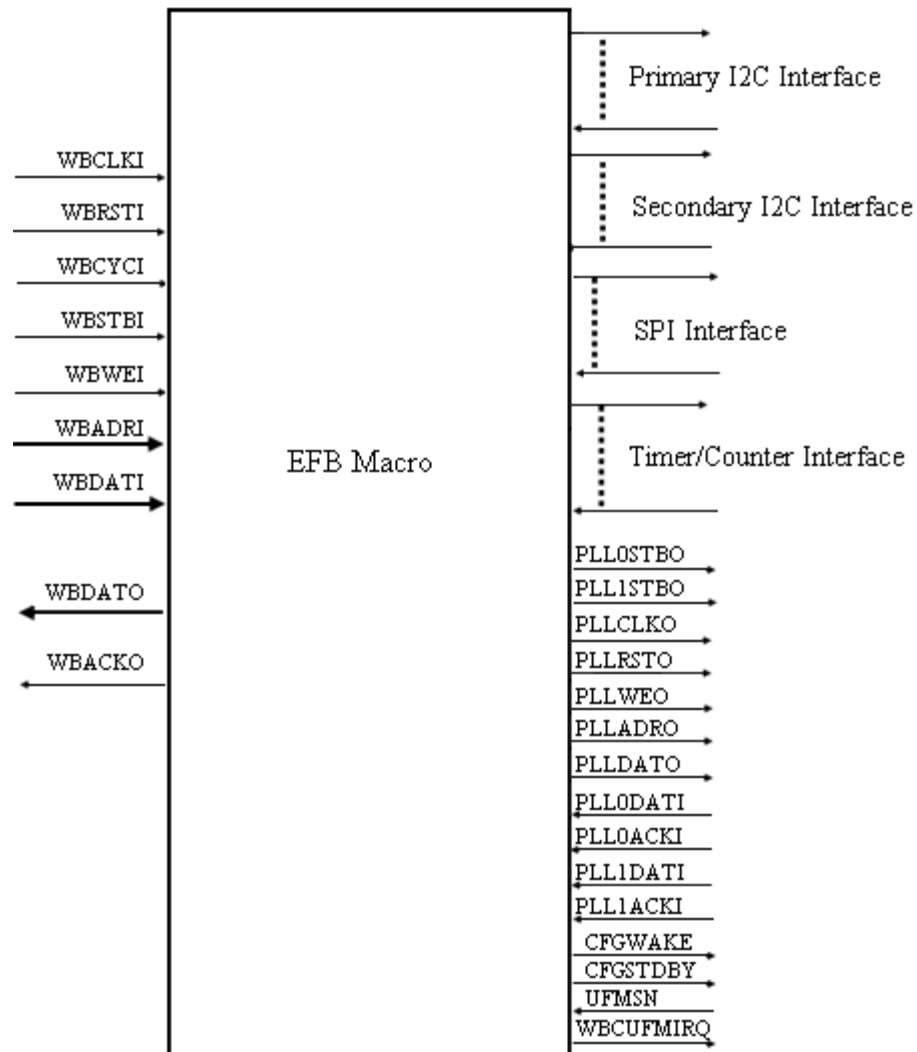 WBCLKI
WBRSTI
WBCYCI
WBSTBI
WBWEI
WBADRI
WBDATI
WBDATO
WBACKO
EFB Macro
Primary I2C Interface
Secondary I2C Interface
SPI Interface
Timer/Counter Interface
PLL0STBO
PLL1STBO
PLLCLKO
PLLRSTO
PLLWEO
PLLADRO
PLLDATO
PLL0DATI
PLL0ACKI
PLL1DATI
PLL1ACKI
CFGWAKE
CFGSTDBY
UFMSN
WBCUFMIRQ